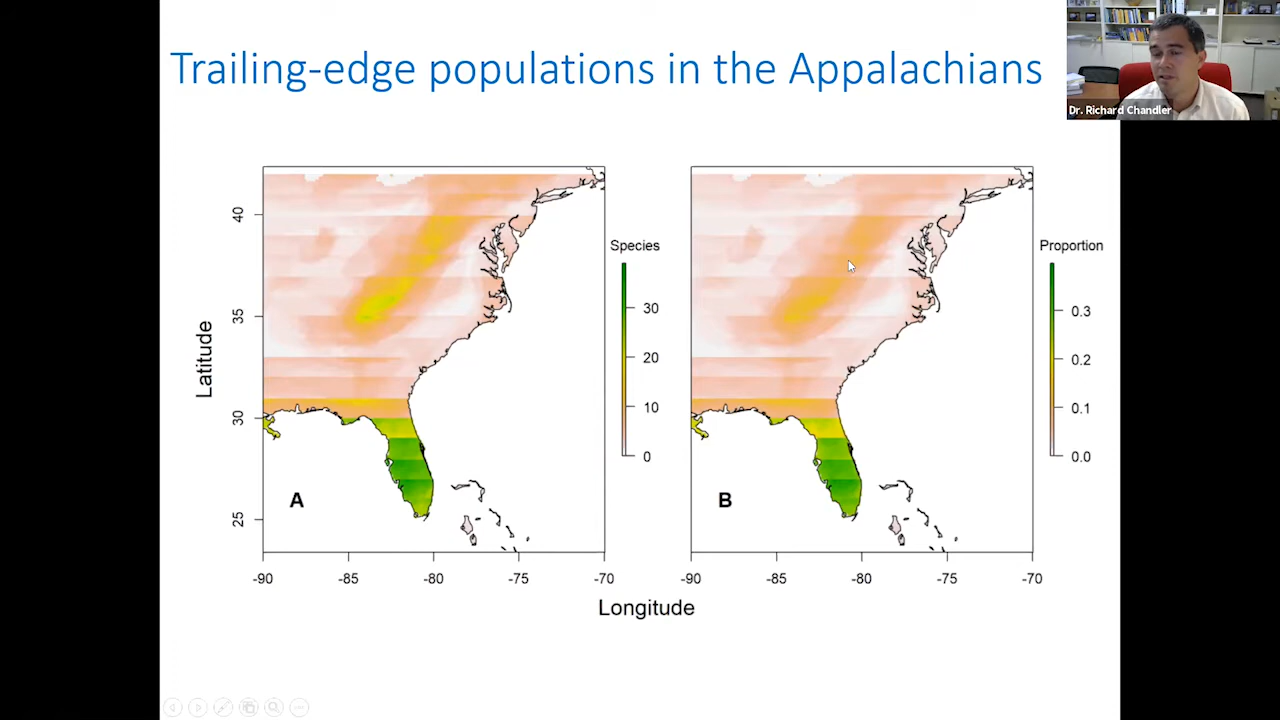 Trailing-edge populations in the Appalachians
Dr. Richard Chandler
Latitude
40
35
30
25
-90
-85
-80
-75
-70
A
Species
30
20
10
0
-90
-85
-80
-75
-70
B
Proportion
0.3
0.2
0.1
0.0
Longitude